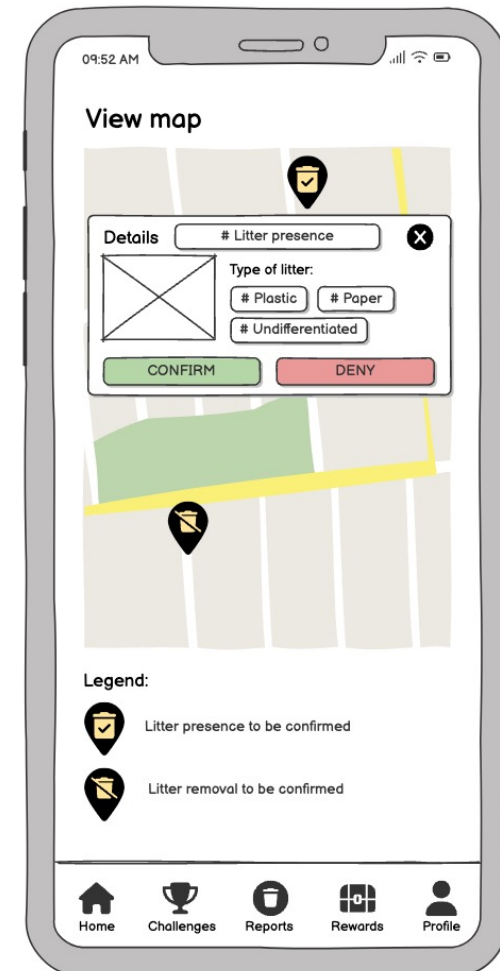 09:52 AM
View map
Details
# Litter presence
X
Type of litter:
# Plastic
# Paper
# Undifferentiated
CONFIRM
DENY
Legend:
Litter presence to be confirmed
Litter removal to be confirmed
Home
Challenges
Reports
Rewards
Profile